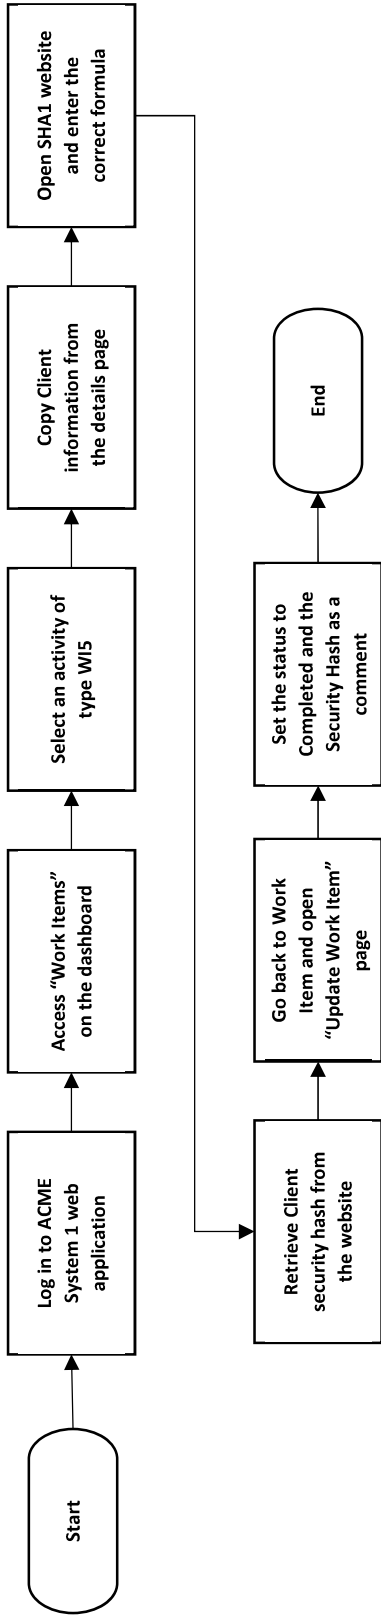 Start
Log in to ACME
System 1 web
application
Access “Work Items”
on the dashboard
Select an activity of
type WI5
Copy Client
information from
the details page
Open SHA1 website
and enter the
correct formula
Retrieve Client
security hash from
the website
Go back to Work
Item and open
“Update Work Item”
page
Set the status to
Completed and the
Security Hash as a
comment
End